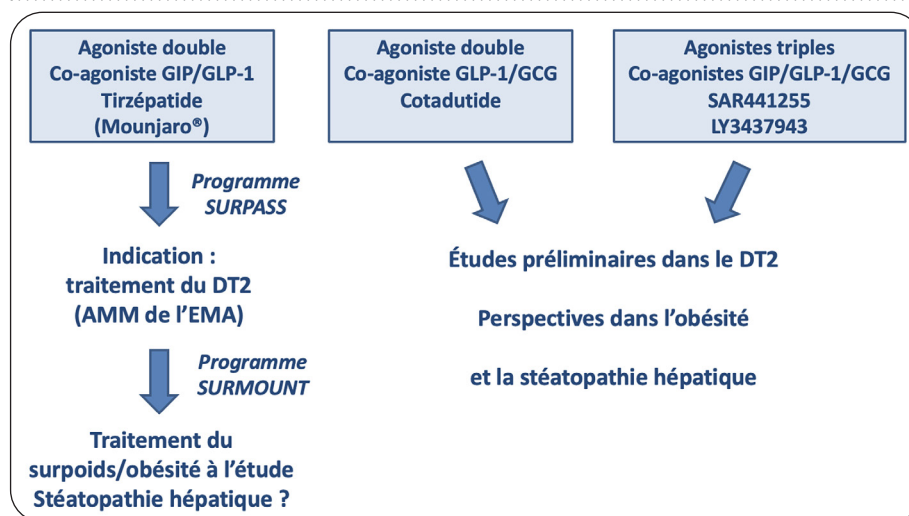 Agoniste double
Co-agoniste GIP/GLP-1
Tirzépatide
(Mounjaro®)
Agoniste double
Co-agoniste GLP-1/GCG
Cotadutide
Agonistes triples
Co-agonistes GIP/GLP-1/GCG
SAR441255
LY3437943
Programme
SURPASS
Indication :
traitement du DT2
(AMM de l’EMA)
Programme
SURMOUNT
Traitement du
surpoids/obésité à l’étude
Stéatopathie hépatique ?
Études préliminaires dans le DT2
Perspectives dans l’obésité
et la stéatopathie hépatique